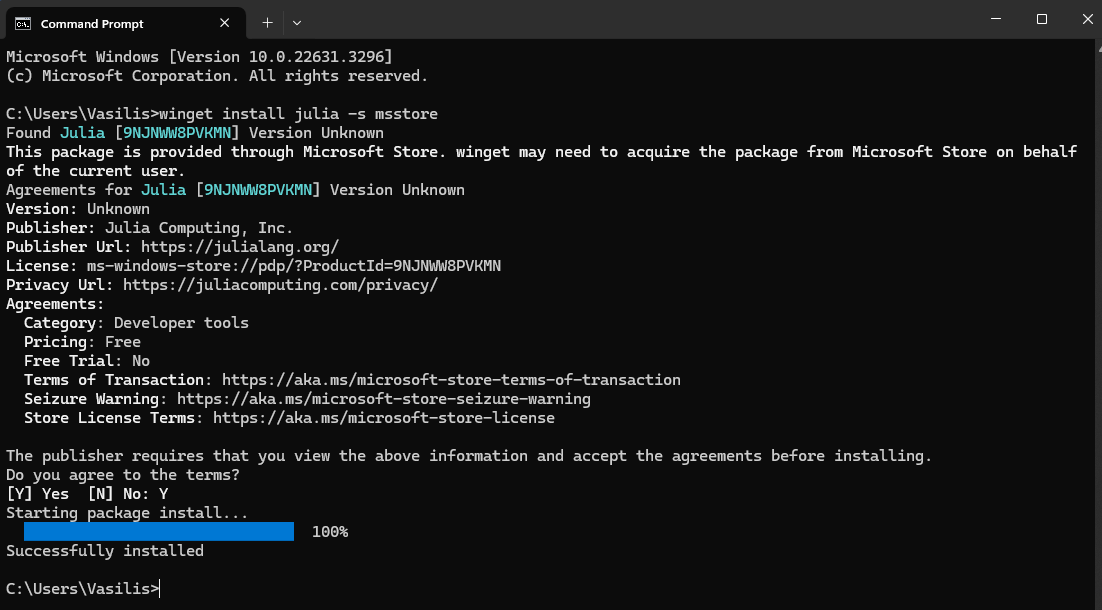 Command Prompt
Microsoft Windows [Version 10.0.22631.3296]
(c) Microsoft Corporation. All rights reserved.
C:\Users\Vasilis>winget install julia -s msstore
Found Julia [9NJNWW8PVKMN] Version Unknown
This package is provided through Microsoft Store. winget may need to acquire the package from Microsoft Store on behalf
of the current user.
Agreements for Julia [9NJNWW8PVKMN] Version Unknown
Version: Unknown
Publisher: Julia Computing, Inc.
Publisher Url: https://julialang.org/
License: ms-windows-store://pdp/?ProductId=9NJNWW8PVKMN
Privacy Url: https://juliacomputing.com/privacy/
Agreements:
  Category: Developer tools
  Pricing: Free
  Free Trial: No
  Terms of Transaction: https://aka.ms/microsoft-store-terms-of-transaction
  Seizure Warning: https://aka.ms/microsoft-store-seizure-warning
  Store License Terms: https://aka.ms/microsoft-store-license
The publisher requires that you view the above information and accept the agreements before installing.
Do you agree to the terms?
[Y] Yes  [N] No: Y
Starting package install...
100%
Successfully installed
C:\Users\Vasilis>